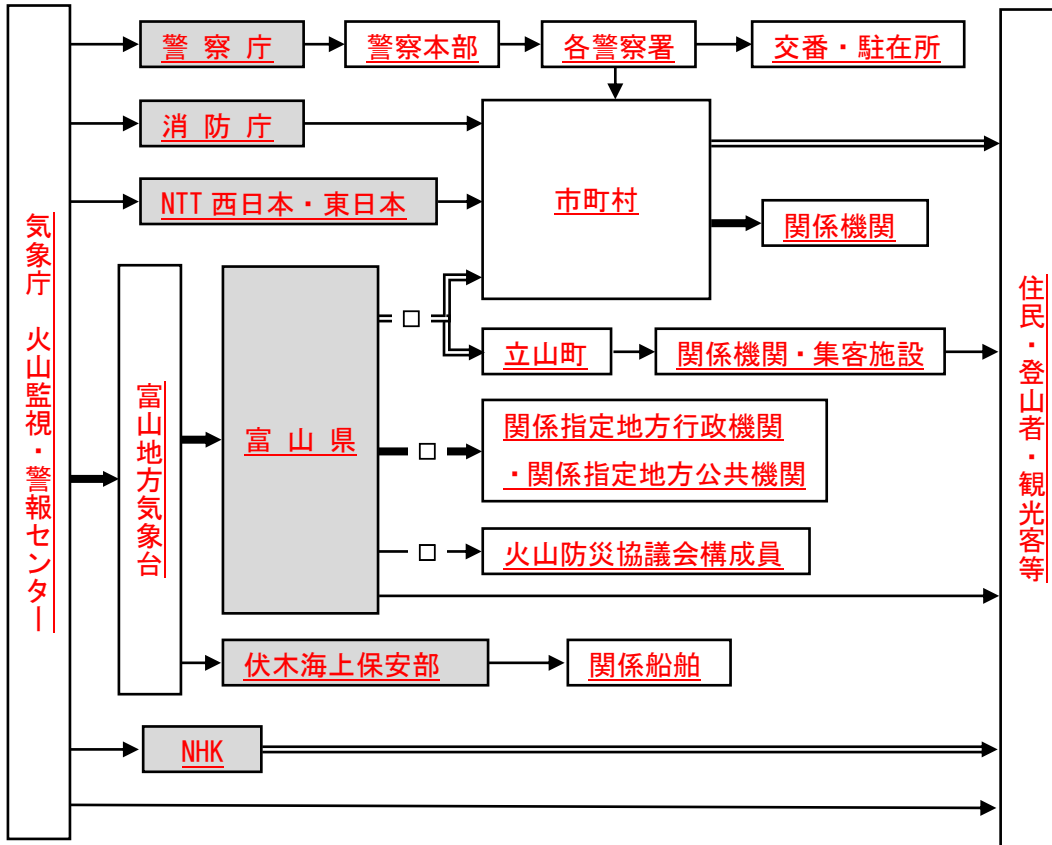 警 察 庁
警察本部
各警察署
交番・駐在所
消 防 庁
NTT 西日本・東日本
市町村
関係機関
気象庁　火山監視・警報センター
富山地方気象台
富 山 県
□
立山町
関係機関・集客施設
□
関係指定地方行政機関
・関係指定地方公共機関
□
火山防災協議会構成員
伏木海上保安部
関係船舶
NHK
住民・登山者・観光客等